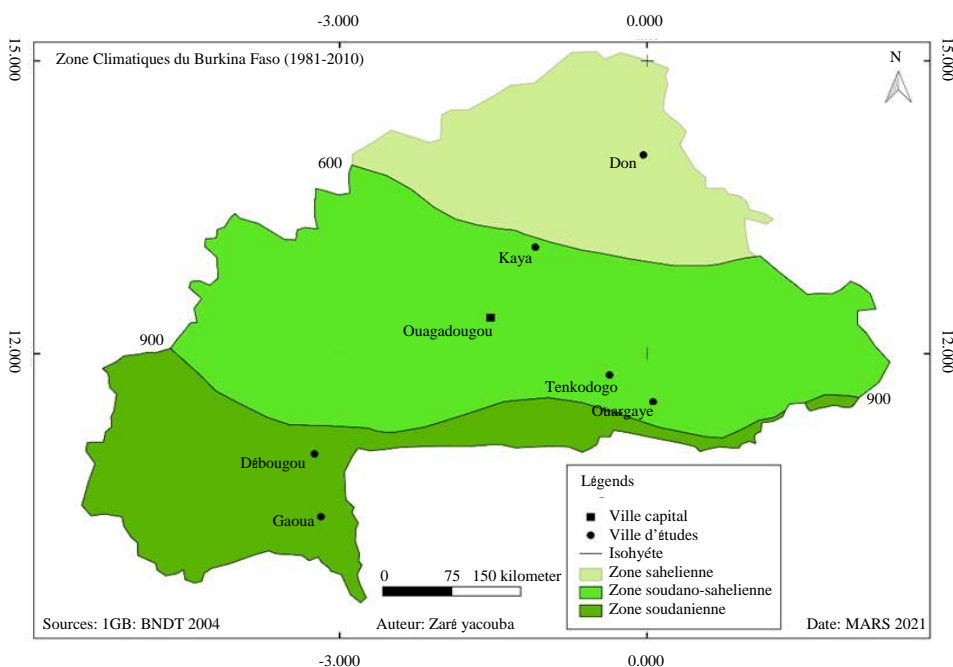 -3.000 0.000
15.000 15.000
Zone Climatiques du Burkina Faso (1981-2010)
N
Don
600
Kaya
Ouagadougou
12.000 12.000
900
Tenkodogo
900
Ouargaye
Débougou
Gaoua
Légends
Ville capital
Ville d'études
Isohyéte
Zone sahelienne
Zone soudano-sahelienne
Zone soudanienne
0 75 150 kilometer
Sources: 1GB: BNDT 2004 Auteur: Zaré yacouba Date: MARS 2021
-3.000 0.000